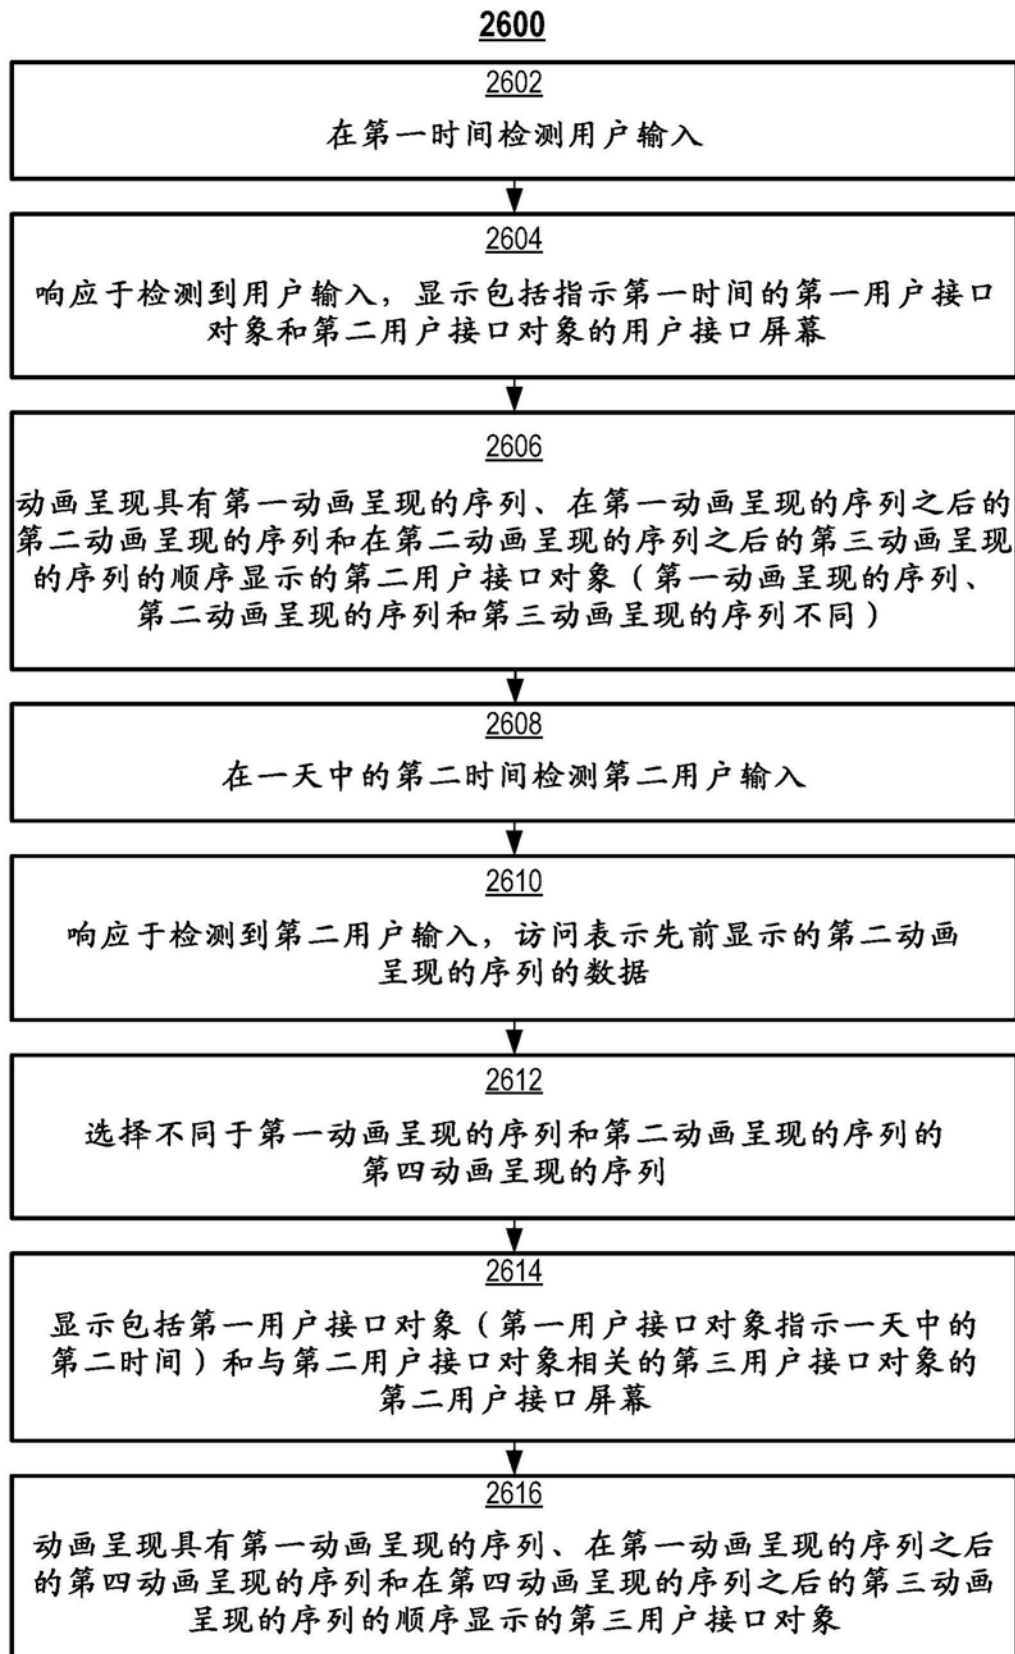 2600
2602
在第一时间检测用户输入
2604
响应于检测到用户输入，显示包括指示第一时间的第一用户接口
对象和第二用户接口对象的用户接口屏幕
2606
动画呈现具有第一动画呈现的序列、在第一动画呈现的序列之后的
第二动画呈现的序列和在第二动画呈现的序列之后的第三动画呈现
的序列的顺序显示的第二用户接口对象（第一动画呈现的序列、
第二动画呈现的序列和第三动画呈现的序列不同）
2608
在一天中的第二时间检测第二用户输入
2610
响应于检测到第二用户输入，访问表示先前显示的第二动画
呈现的序列的数据
2612
选择不同于第一动画呈现的序列和第二动画呈现的序列的
第四动画呈现的序列
2614
显示包括第一用户接口对象（第一用户接口对象指示一天中的
第二时间）和与第二用户接口对象相关的第三用户接口对象的
第二用户接口屏幕
2616
动画呈现具有第一动画呈现的序列、在第一动画呈现的序列之后
的第四动画呈现的序列和在第四动画呈现的序列之后的第三动画
呈现的序列的顺序显示的第三用户接口对象